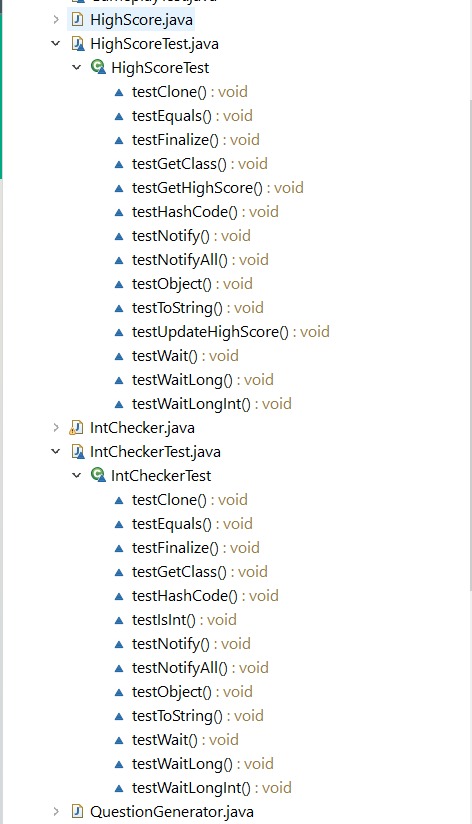 HighScore.java
HighScoreTest.java
HighScoreTest
testClone() : void
testEquals() : void
testFinalize() : void
testGetClass() : void
testGetHighScore() : void
testHashCode() : void
testNotify() : void
testNotifyAll() : void
testObject() : void
testToString() : void
testUpdateHighScore() : void
testWait() : void
testWaitLong() : void
testWaitLongInt() : void
IntChecker.java
IntCheckerTest.java
IntCheckerTest
testClone() : void
testEquals() : void
testFinalize() : void
testGetClass() : void
testHashCode() : void
testIsInt() : void
testNotify() : void
testNotifyAll() : void
testObject() : void
testToString() : void
testWait() : void
testWaitLong() : void
testWaitLongInt() : void
QuestionGenerator.java